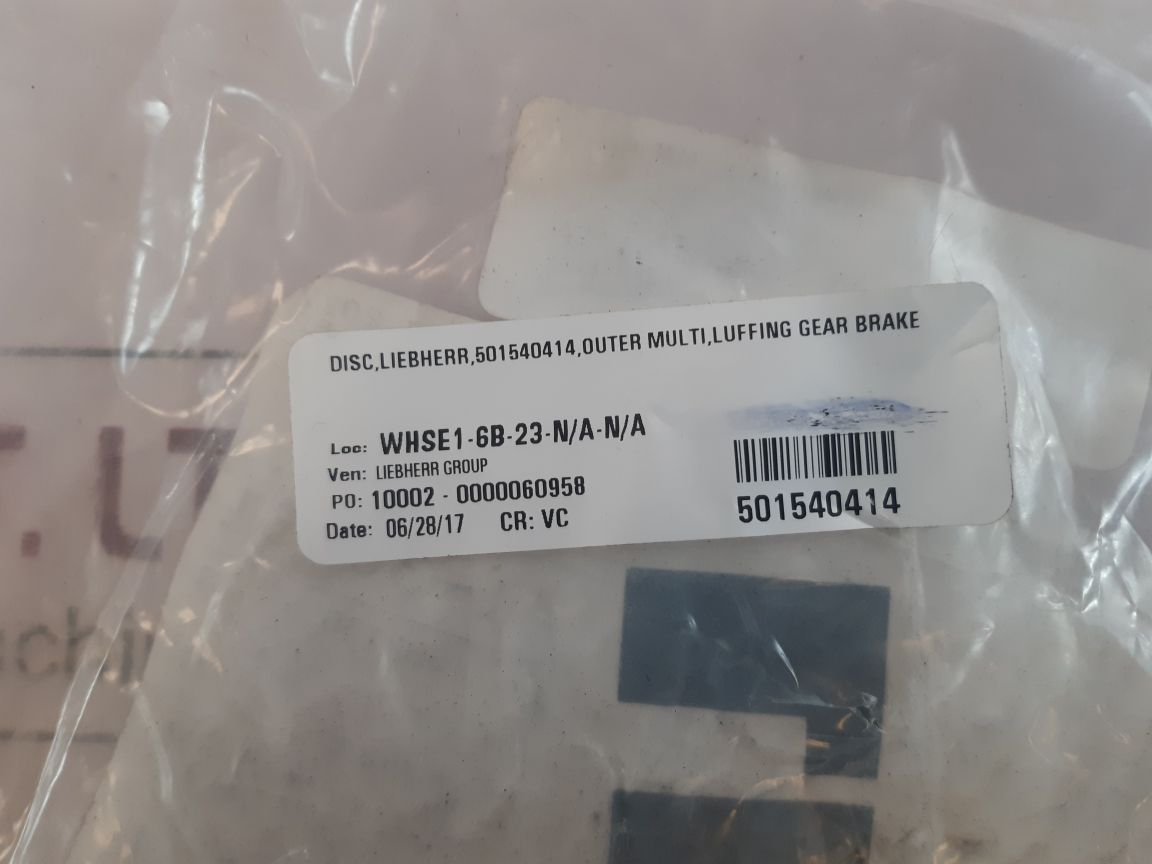 DISC,LIEBHERR,501540414,OUTER MULTI,LUFFING GEAR BRAKE
Loc: WHSE1-6B-23-N/A-N/A
Ven: LIEBHERR GROUP
PO: 10002 - 0000060958
Date: 06/28/17 CR: VC
501540414